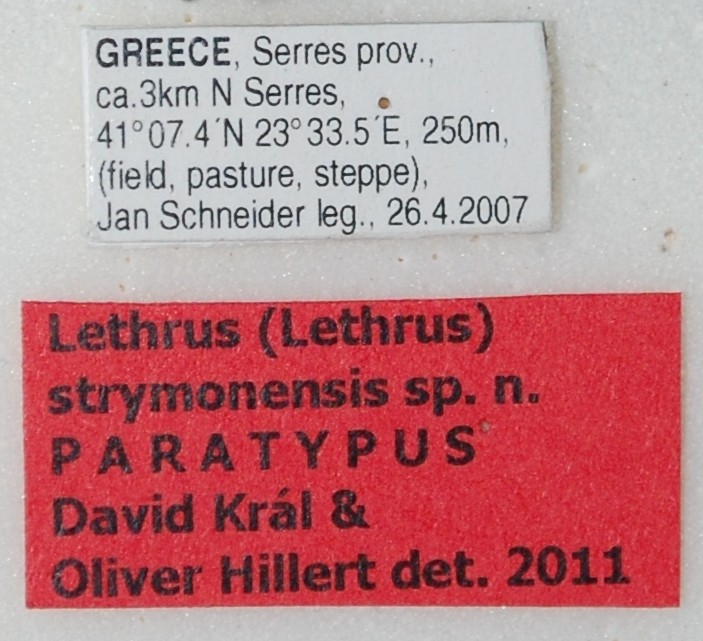 GREECE, Serres prov.,
ca.3km N Serres,
41°07.4´N 23°33.5´E, 250m,
(field, pasture, steppe),
Jan Schneider leg., 26.4.2007
Lethrus (Lethrus)
strymonensis sp. n.
P A R A T Y P U S
David Král &
Oliver Hillert det. 2011